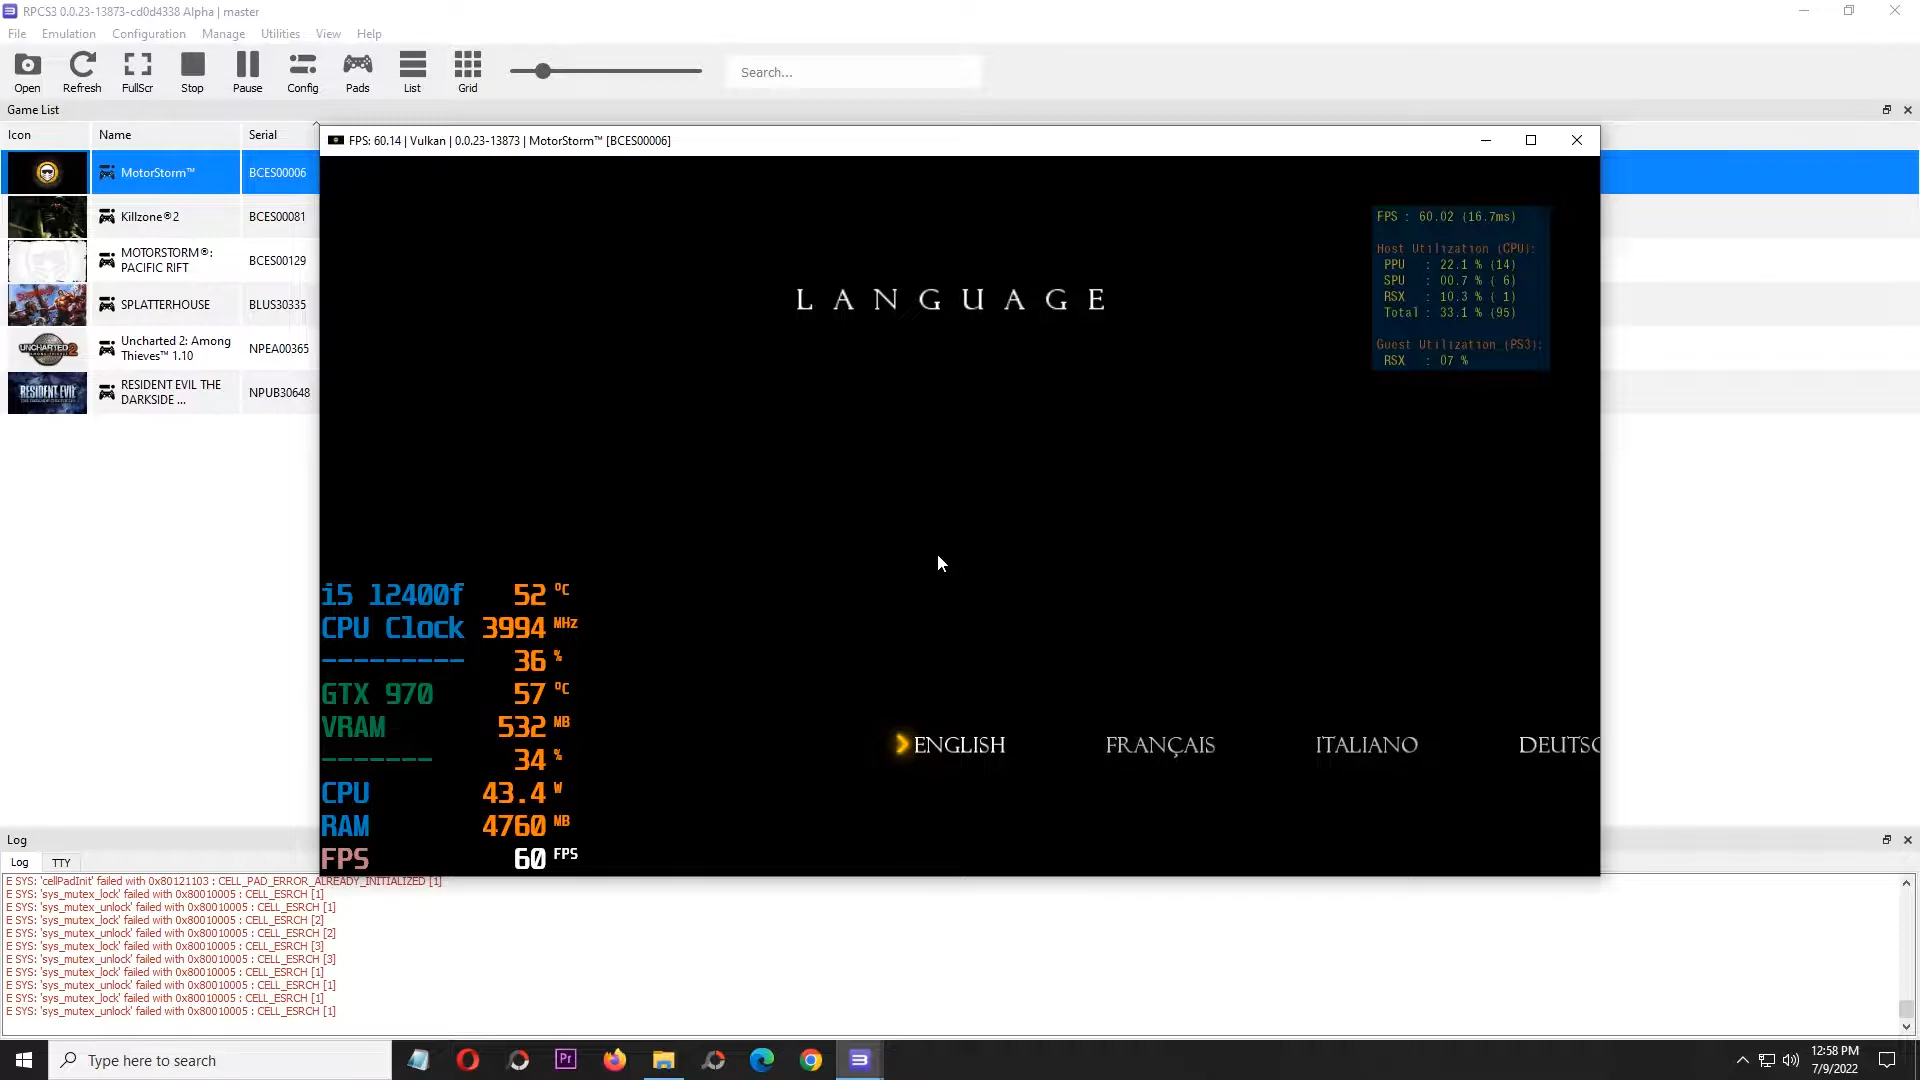 RPCS3 0.0.23-13873-cd0d4338 Alpha | master
File Emulation Configuration Manage Utilities View Help
Open Refresh FullScr Stop Pause Config Pads List Grid
Search...
Game List
Icon Name Serial
MotorStorm™ BCES00006
Killzone®2 BCES00081
MOTORSTORM®:
PACIFIC RIFT BCES00129
SPLATTERHOUSE BLUS30335
UNCHARTED 2
Uncharted 2: Among
Thieves™ 1.10 NPEA00365
RESIDENT EVIL
RESIDENT EVIL THE
DARKSIDE ... NPUB30648
FPS: 60.14 | Vulkan | 0.0.23-13873 | MotorStorm™ [BCES00006]
FPS : 60.02 (16.7ms)
Host Utilization (CPU):
PPU : 22.1 % (14)
SPU : 00.7 % ( 6)
RSX : 10.3 % ( 1)
Total : 33.1 % (95)
Guest Utilization (PS3):
RSX : 07 %
LANGUAGE
ENGLISH FRANÇAIS ITALIANO DEUTSC
i5 12400f 52 °C
CPU Clock 3994 MHz
--------- 36 %
GTX 970 57 °C
VRAM 532 MB
------- 34 %
CPU 43.4 W
RAM 4760 MB
FPS 60 FPS
Log
Log TTY
E SYS: 'cellPadInit' failed with 0x80121103 : CELL_PAD_ERROR_ALREADY_INITIALIZED [1]
E SYS: 'sys_mutex_lock' failed with 0x80010005 : CELL_ESRCH [1]
E SYS: 'sys_mutex_unlock' failed with 0x80010005 : CELL_ESRCH [1]
E SYS: 'sys_mutex_lock' failed with 0x80010005 : CELL_ESRCH [2]
E SYS: 'sys_mutex_unlock' failed with 0x80010005 : CELL_ESRCH [2]
E SYS: 'sys_mutex_lock' failed with 0x80010005 : CELL_ESRCH [3]
E SYS: 'sys_mutex_unlock' failed with 0x80010005 : CELL_ESRCH [3]
E SYS: 'sys_mutex_lock' failed with 0x80010005 : CELL_ESRCH [1]
E SYS: 'sys_mutex_unlock' failed with 0x80010005 : CELL_ESRCH [1]
E SYS: 'sys_mutex_lock' failed with 0x80010005 : CELL_ESRCH [1]
E SYS: 'sys_mutex_unlock' failed with 0x80010005 : CELL_ESRCH [1]
Type here to search
Pr
12:58 PM
7/9/2022